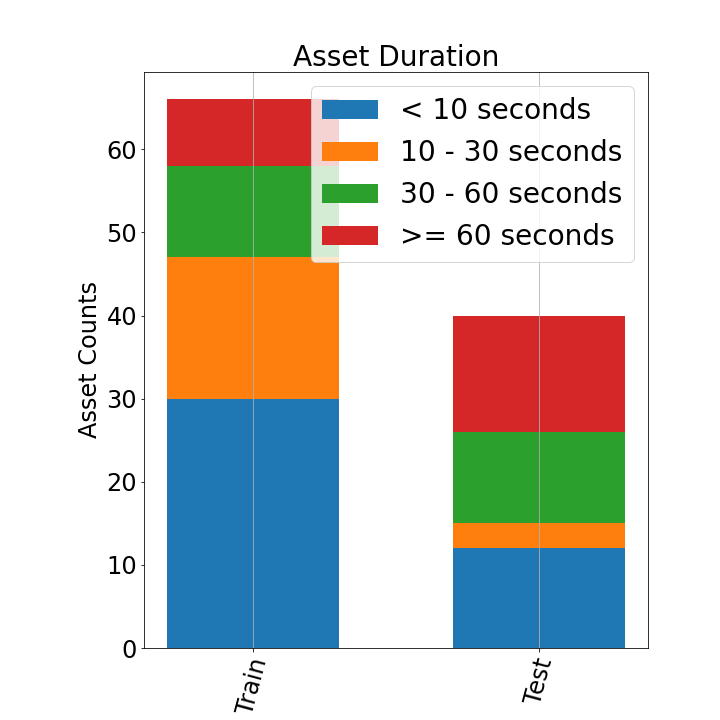 Asset Duration
< 10 seconds
10 - 30 seconds
30 - 60 seconds
>= 60 seconds
Asset Counts
60
50
40
30
20
10
0
Train
Test